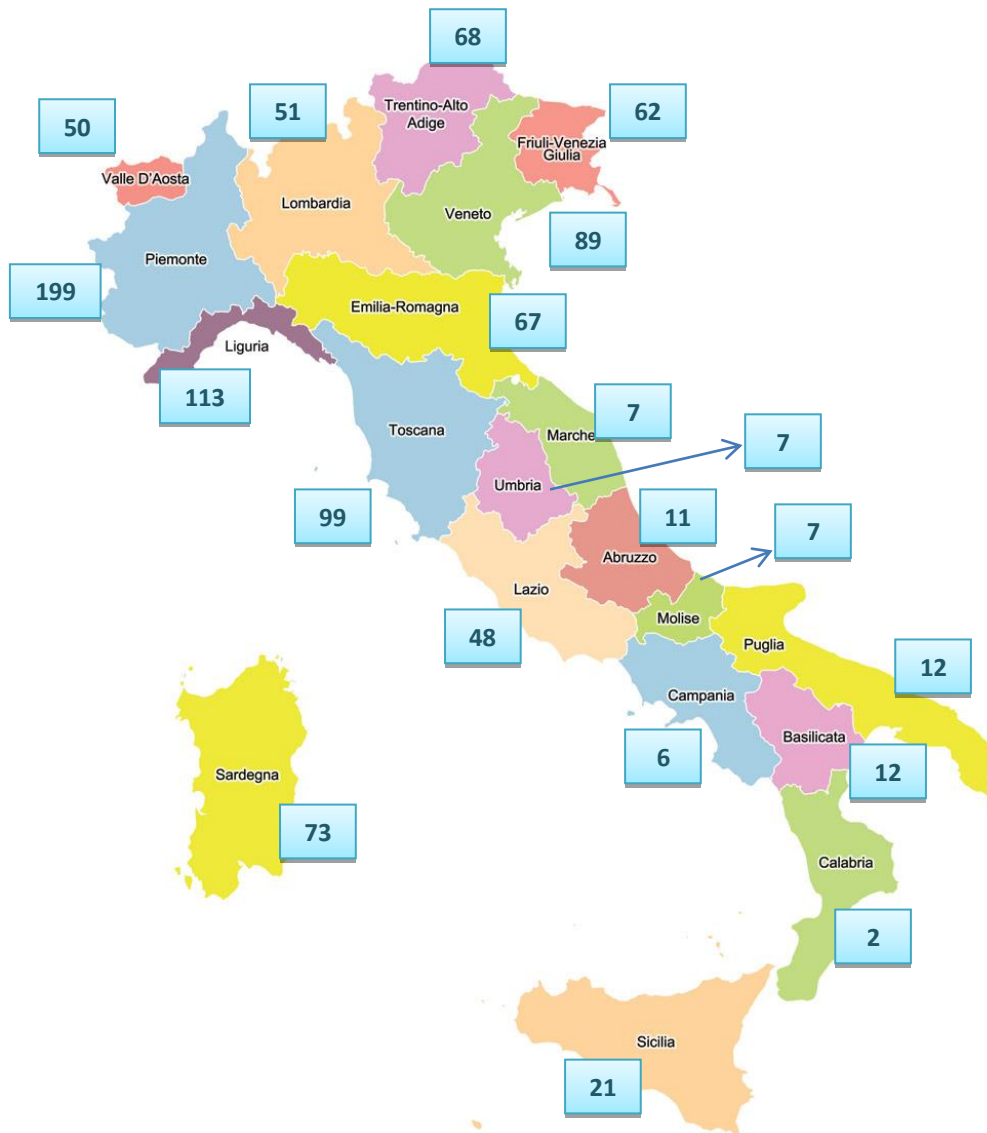 68
51
62
50
Trentino-Alto
Adige
Friuli-Venezia
Giulia
Valle D'Aosta
Lombardia
Veneto
89
Piemonte
199
Emilia-Romagna
67
Liguria
113
7
Toscana
Marche
7
Umbria
99
11
7
Abruzzo
Lazio
Molise
48
Puglia
12
Campania
Basilicata
6
12
Sardegna
73
Calabria
2
Sicilia
21